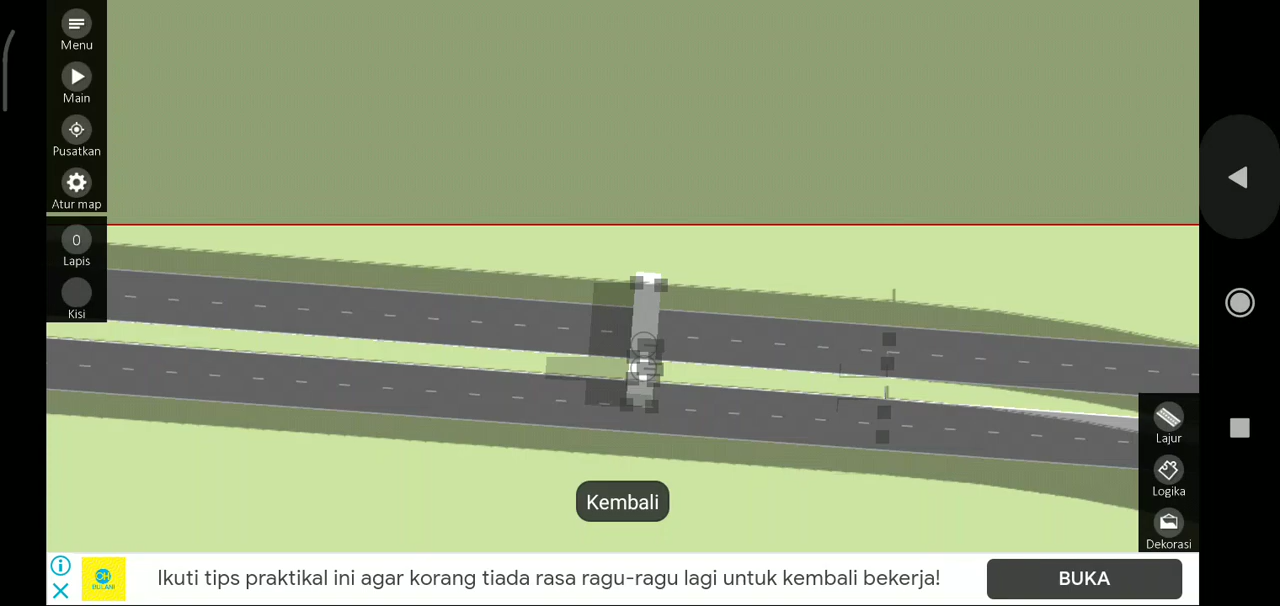 Menu
Main
Pusatkan
Atur map
0
Lapis
Kisi
Lajur
Logika
Dekorasi
Kembali
Ikuti tips praktikal ini agar korang tiada rasa ragu-ragu lagi untuk kembali bekerja!
BUKA